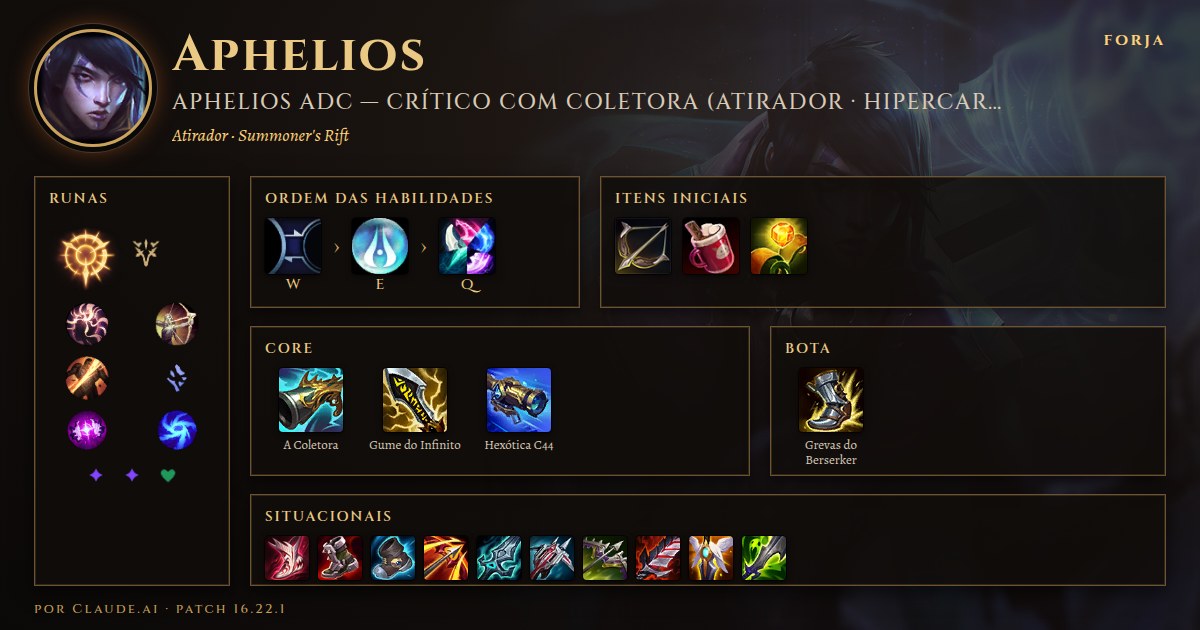 Aphelios
FORJA
APHELIOS ADC — CRÍTICO COM COLETORA (ATIRADOR · HIPERCAR...
Atirador · Summoner's Rift
RUNAS
ORDEM DAS HABILIDADES
W › E › Q
ITENS INICIAIS
CORE
A Coletora
Gume do Infinito
Hexótica C44
BOTA
Grevas do
Berserker
SITUACIONAIS
POR CLAUDE.AI · PATCH 16.22.1